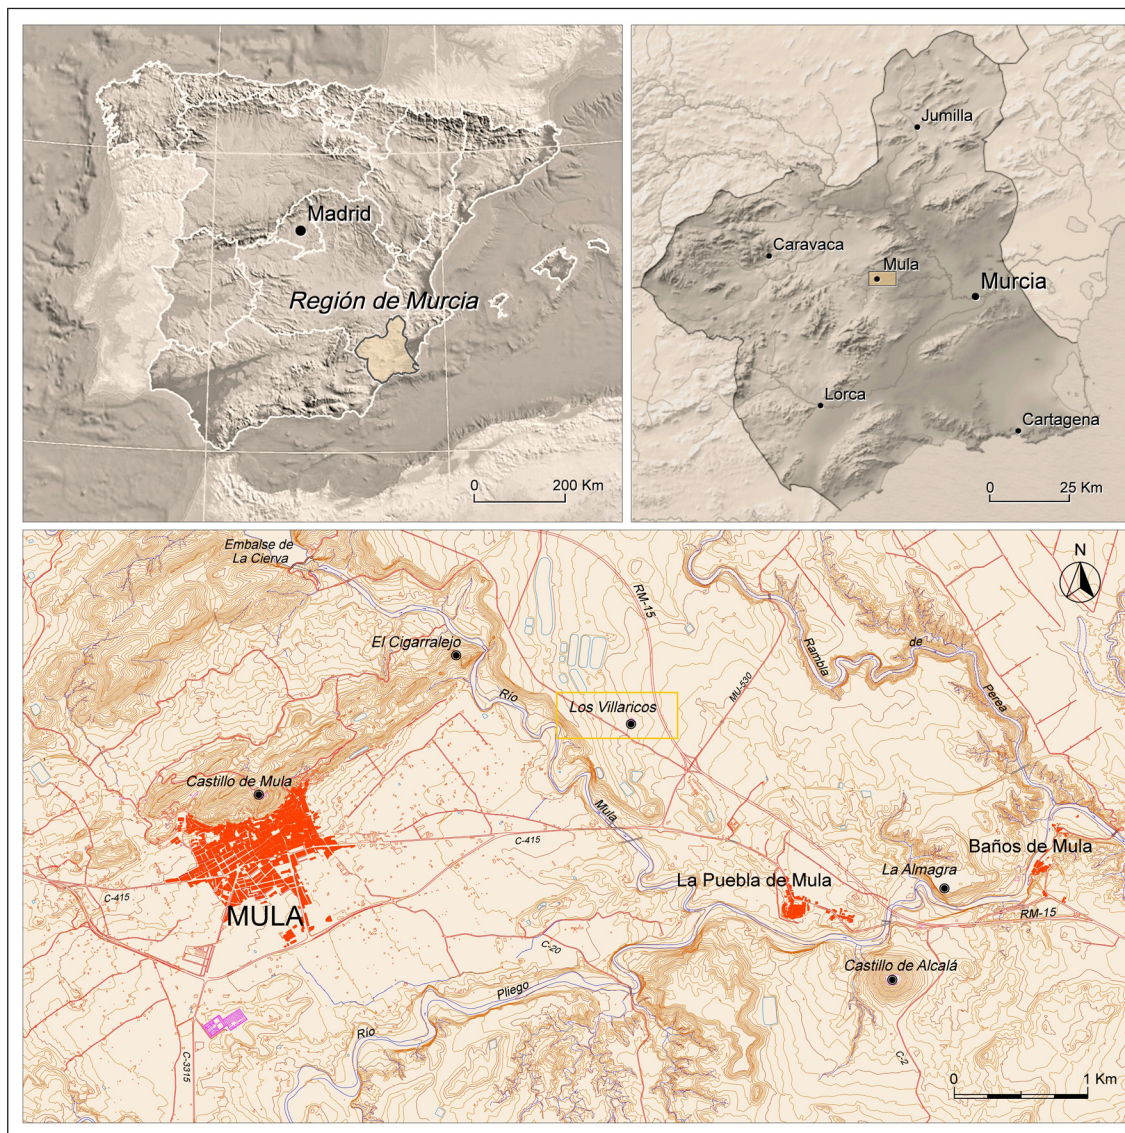 Madrid
Región de Murcia
0 200 Km
Jumilla
Caravaca
Mula
Murcia
Lorca
Cartagena
0 25 Km
Embalse de
La Cierva
El Cigarralejo
Río
Mula
RM-15
Los Villaricos
MU-530
Rambla
de
Perea
N
Castillo de Mula
C-415
C-415
MULA
La Puebla de Mula
La Almagra
Baños de Mula
RM-15
C-20
Castillo de Alcalá
Río
Pliego
C-3315
C-2
0 1 Km